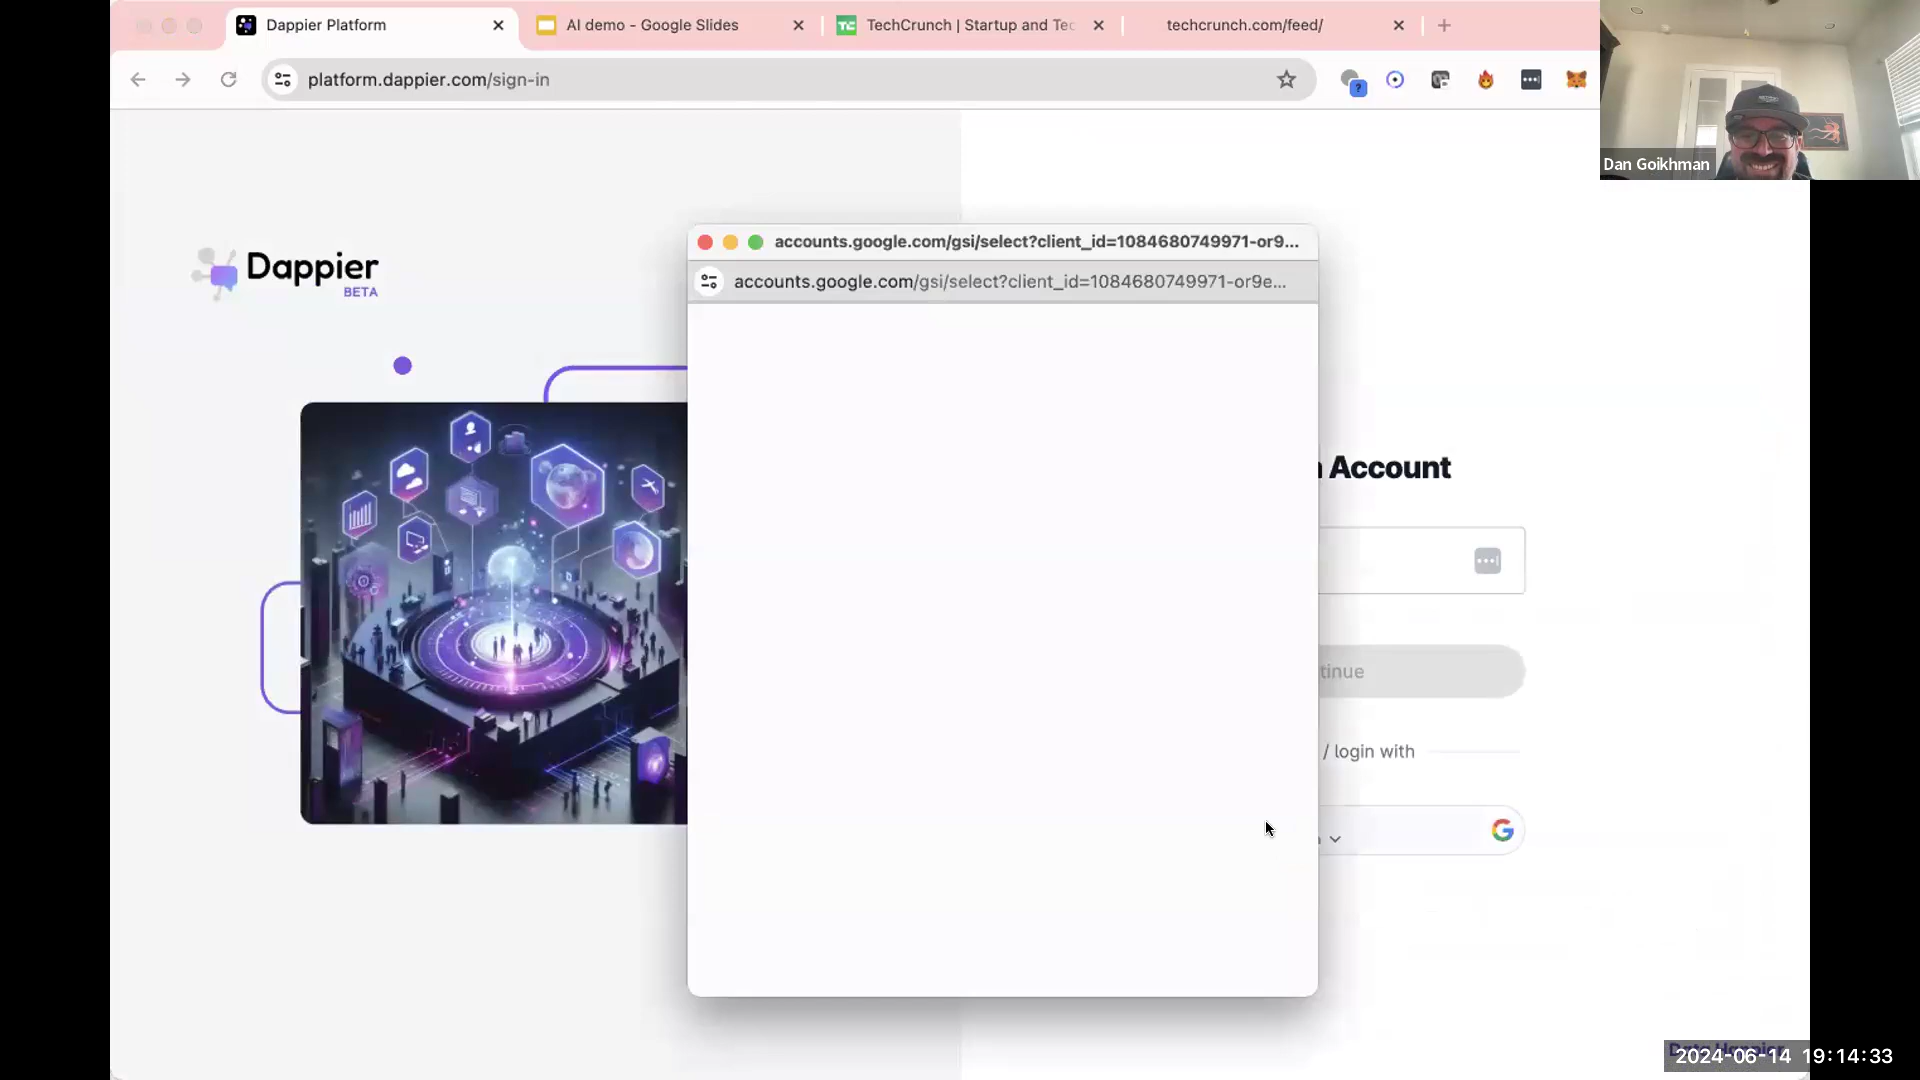 Dappier Platform
AI demo - Google Slides
TechCrunch | Startup and Tec
techcrunch.com/feed/
platform.dappier.com/sign-in
Dan Goikhman
Dappier
BETA
accounts.google.com/gsi/select?client_id=1084680749971-or9...
accounts.google.com/gsi/select?client_id=1084680749971-or9e...
Account
tinue
/ login with
2024-06-14 19:14:33